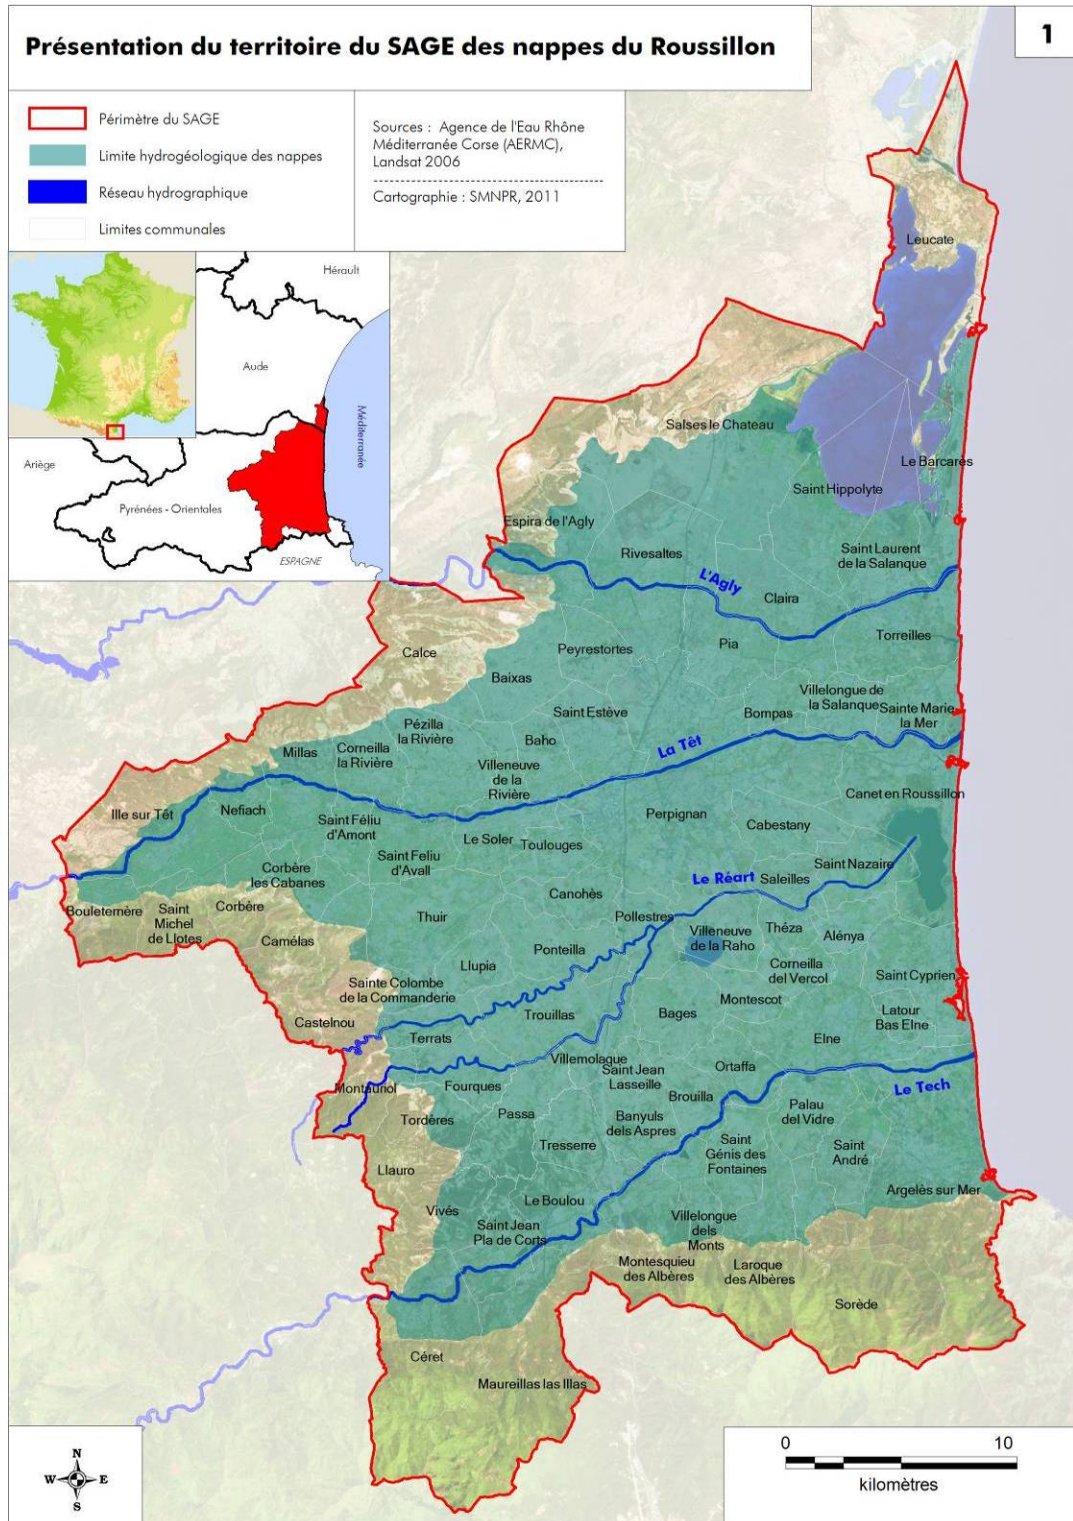 Présentation du territoire du SAGE des nappes du Roussillon
1
Périmètre du SAGE
Limite hydrogéologique des nappes
Réseau hydrographique
Limites communales
Sources : Agence de l'Eau Rhône
Méditerranée Corse (AERMC),
Landsat 2006
Cartographie : SMNPR, 2011
Hérault
Aude
Méditerranée
Ariège
Pyrénées - Orientales
ESPAGNE
Leucate
Salses le Chateau
Le Barcarès
Saint Hippolyte
Espira de l'Agly
Rivesaltes
Saint Laurent
de la Salanque
L'Agly
Claira
Torreilles
Pia
Peyrestortes
Calce
Baixas
Villelongue de
la Salanque
Sainte Marie
la Mer
Bompas
Saint Estève
Pézilla
la Rivière
Baho
La Têt
Corneilla
la Rivière
Millas
Villeneuve
de la
Rivière
Canet en Roussillon
Ille sur Têt
Nefiach
Saint Féliu
d'Amont
Perpignan
Cabestany
Le Soler
Toulouges
Saint Feliu
d'Avall
Saint Nazaire
Corbère
les Cabanes
Le Réart
Saleilles
Canohès
Bouleternère
Saint
Michel
de Llotes
Corbère
Thuir
Pollestres
Villeneuve
de la Raho
Théza
Alénya
Camélas
Ponteilla
Llupia
Corneilla
del Vercol
Saint Cyprien
Sainte Colombe
de la Commanderie
Montescot
Castelnou
Trouillas
Bages
Latour
Bas Elne
Terrats
Elne
Villemolaque
Saint Jean
Lasseille
Ortaffa
Montauriol
Fourques
Le Tech
Brouilla
Palau
del Vidre
Tordères
Passa
Banyuls
dels Aspres
Tresserre
Saint
Génis des
Fontaines
Saint
André
Llauro
Argelès sur Mer
Vivés
Le Boulou
Saint Jean
Pla de Corts
Villelongue
dels
Monts
Montesquieu
des Albères
Laroque
des Albères
Sorède
Céret
Maureillas las Illas
N
W E
S
0 10
kilomètres